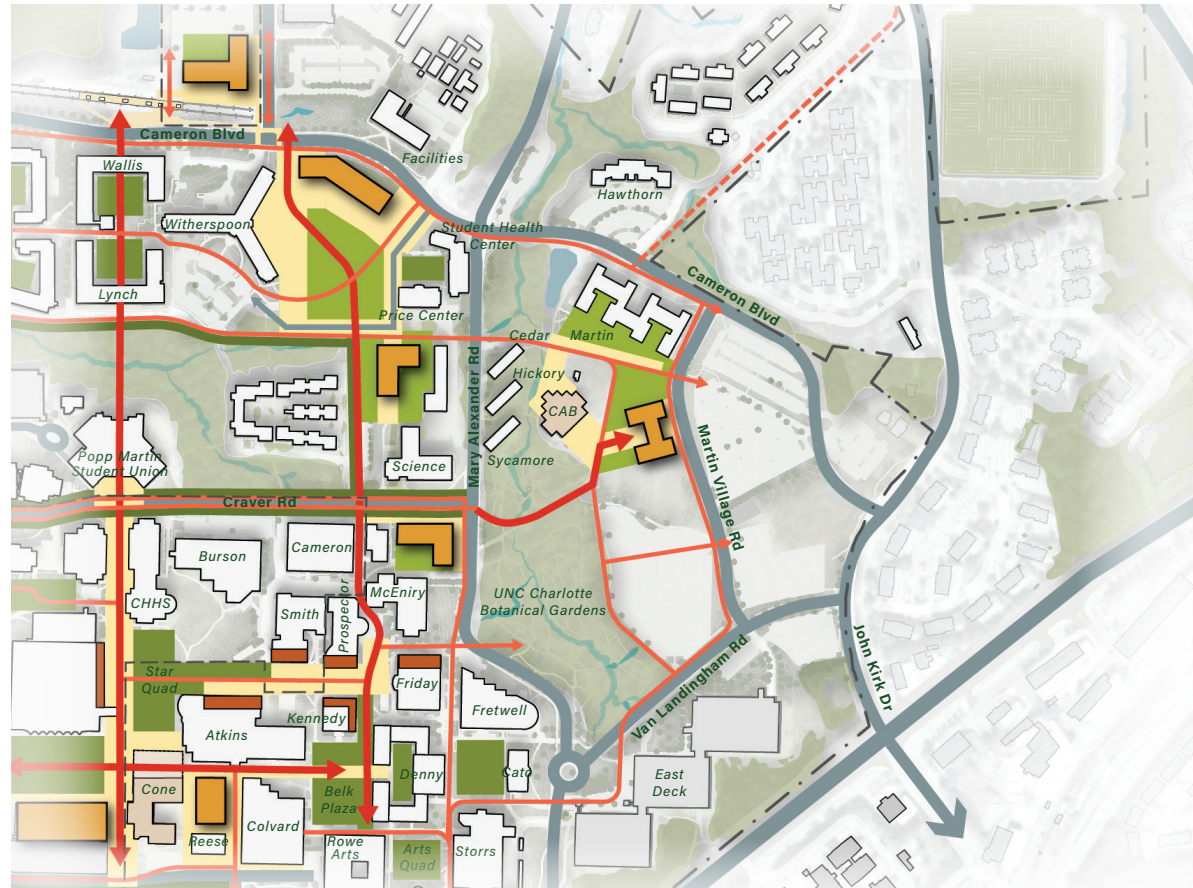 Cameron Blvd
Wallis
Facilities
Witherspoon
Hawthorn
Student Health
Center
Lynch
Price Center
Cameron Blvd
Cedar
Martin
Hickory
CAB
Mary Alexander Rd
Popp Martin
Student Union
Science
Sycamore
Martin Village Rd
Craver Rd
Burson
Cameron
CHHS
Smith
Prospector
McEniry
UNC Charlotte
Botanical Gardens
Star
Quad
Friday
Kennedy
Fretwell
Van Landingham Rd
John Kirk Dr
Atkins
Cone
Belk
Plaza
Denny
Cato
East
Deck
Reese
Colvard
Rowe
Arts
Arts
Quad
Storrs